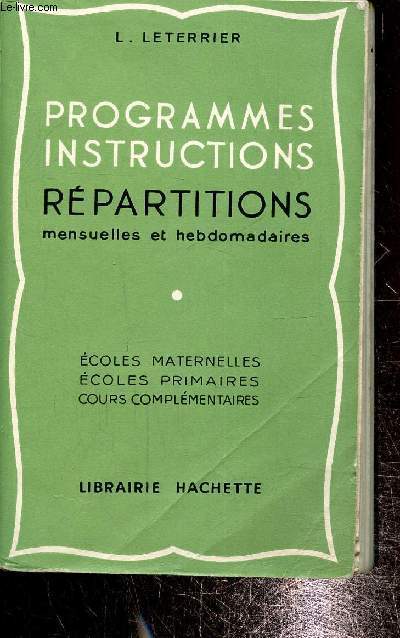 Le-livre.com
L. LETERRIER
PROGRAMMES
INSTRUCTIONS
RÉPARTITIONS
mensuelles et hebdomadaires
ÉCOLES MATERNELLES
ÉCOLES PRIMAIRES
COURS COMPLÉMENTAIRES
LIBRAIRIE HACHETTE